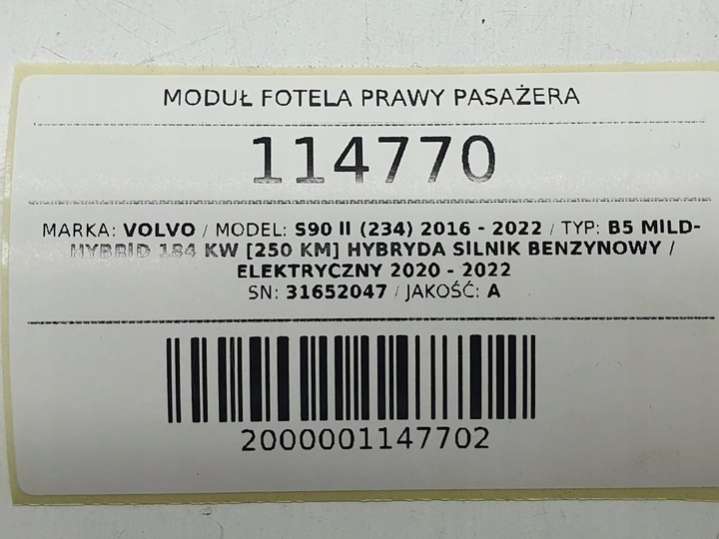 MODUŁ FOTELA PRAWY PASAŻERA
114770
MARKA: VOLVO / MODEL: S90 II (234) 2016 - 2022 / TYP: B5 MILD-
HYBRID 184 KW [250 KM] HYBRYDA SILNIK BENZYNOWY /
ELEKTRYCZNY 2020 - 2022
SN: 31652047 / JAKOŚĆ: A
2000001147702